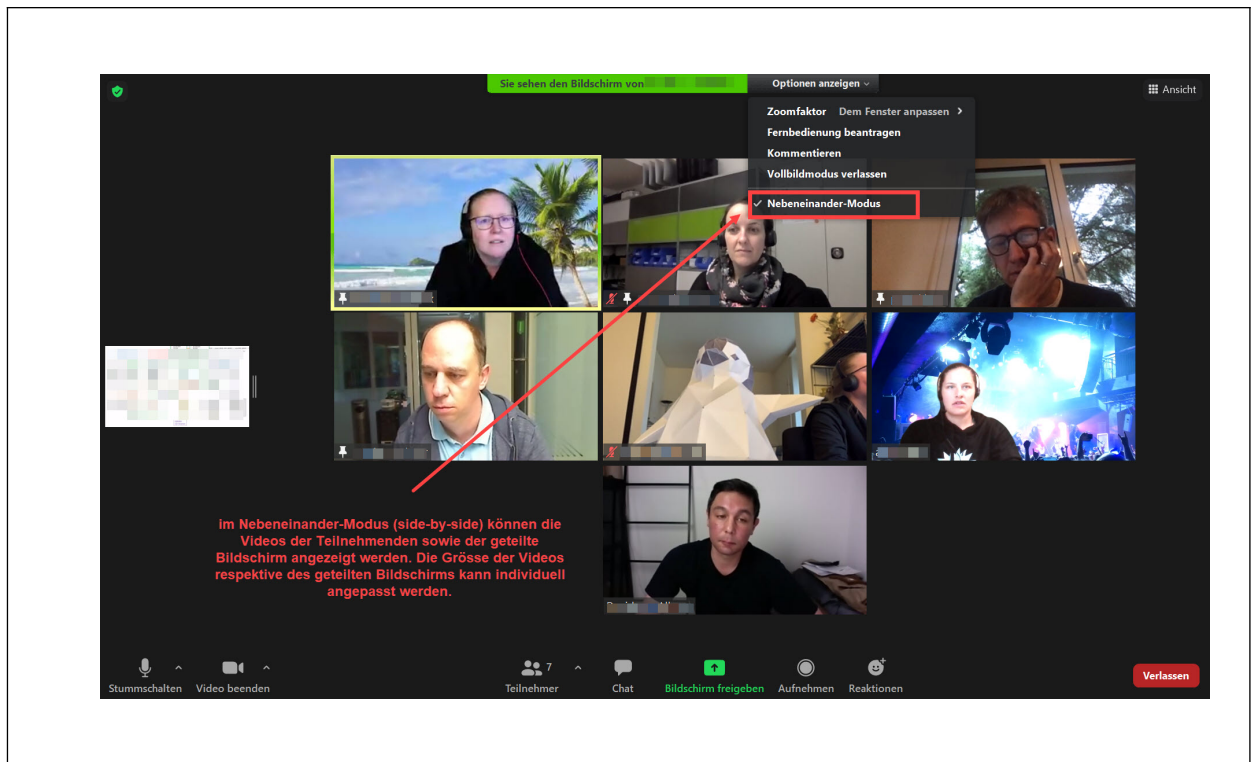 Sie sehen den Bildschirm von
Optionen anzeigen
Ansicht
Zoomfaktor Dem Fenster anpassen
Fernbedienung beantragen
Kommentieren
Vollbildmodus verlassen
Nebeneinander-Modus
im Nebeneinander-Modus (side-by-side) können die
Videos der Teilnehmenden sowie der geteilte
Bildschirm angezeigt werden. Die Grösse der Videos
respektive des geteilten Bildschirms kann individuell
angepasst werden.
7
Stummschalten Video beenden Teilnehmer Chat Bildschirm freigeben Aufnehmen Reaktionen
Verlassen